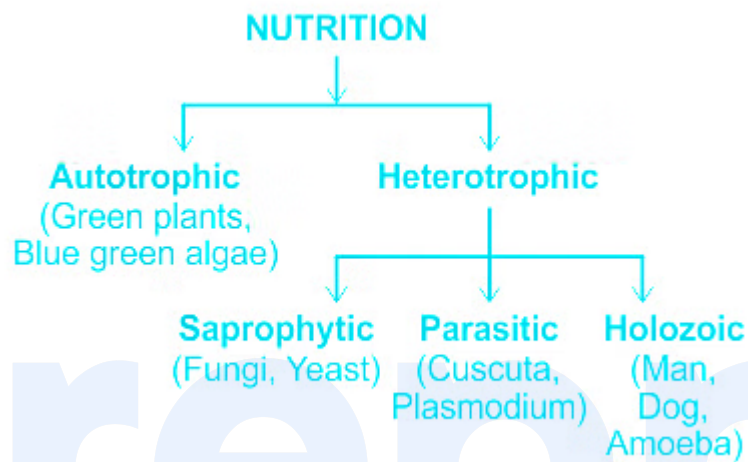 NUTRITION
Autotrophic
(Green plants,
Blue green algae)
Heterotrophic
Saprophytic
(Fungi, Yeast)
Parasitic
(Cuscuta,
Plasmodium)
Holozoic
(Man,
Dog,
Amoeba)